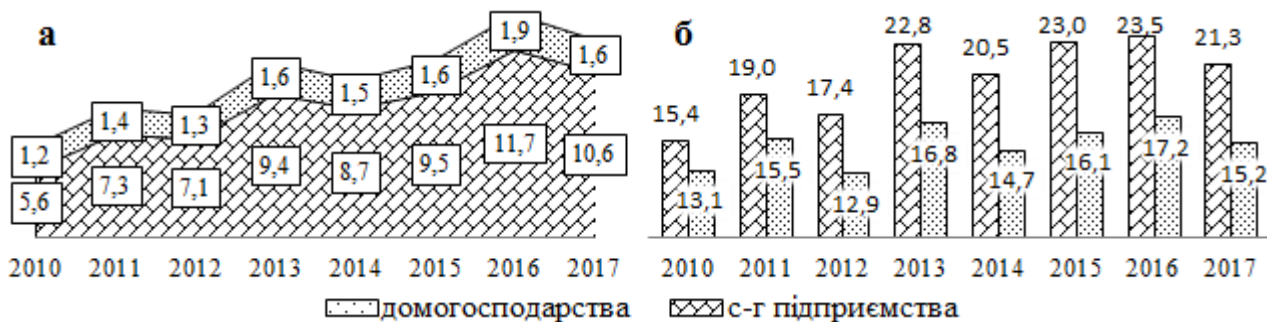 а
1,2 1,4 1,3 1,6 1,5 1,6 1,9 1,6
5,6 7,3 7,1 9,4 8,7 9,5 11,7 10,6
2010 2011 2012 2013 2014 2015 2016 2017
б
15,4 19,0 17,4 22,8 20,5 23,0 23,5 21,3
13,1 15,5 12,9 16,8 14,7 16,1 17,2 15,2
2010 2011 2012 2013 2014 2015 2016 2017
домогосподарства с-г підприємства